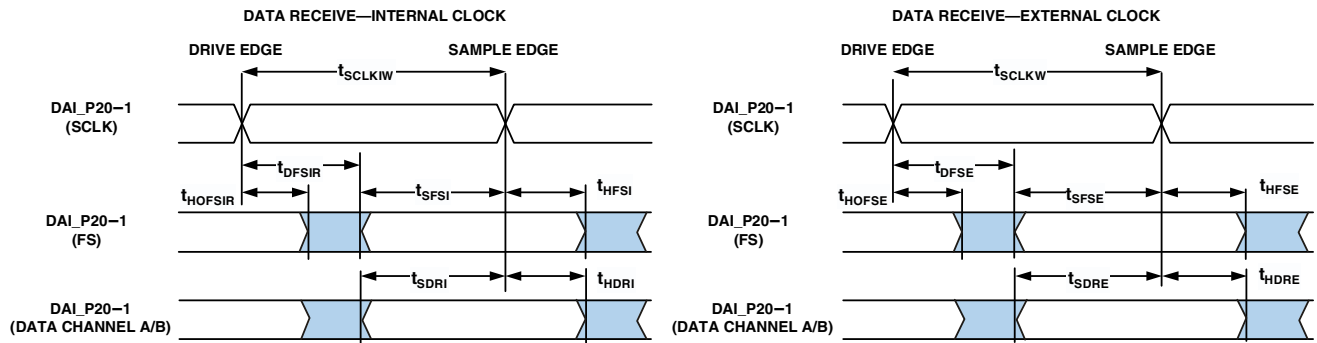 DATA RECEIVE—INTERNAL CLOCK
DRIVE EDGE
SAMPLE EDGE
tSCLKIW
DAI_P20–1
(SCLK)
tDFSIR
tHOFSIR
tSFSI
tHFSI
DAI_P20–1
(FS)
tSDRI
tHDRI
DAI_P20–1
(DATA CHANNEL A/B)
DATA RECEIVE—EXTERNAL CLOCK
DRIVE EDGE
SAMPLE EDGE
tSCLKW
DAI_P20–1
(SCLK)
tDFSE
tHOFSE
tSFSE
tHFSE
DAI_P20–1
(FS)
tSDRE
tHDRE
DAI_P20–1
(DATA CHANNEL A/B)